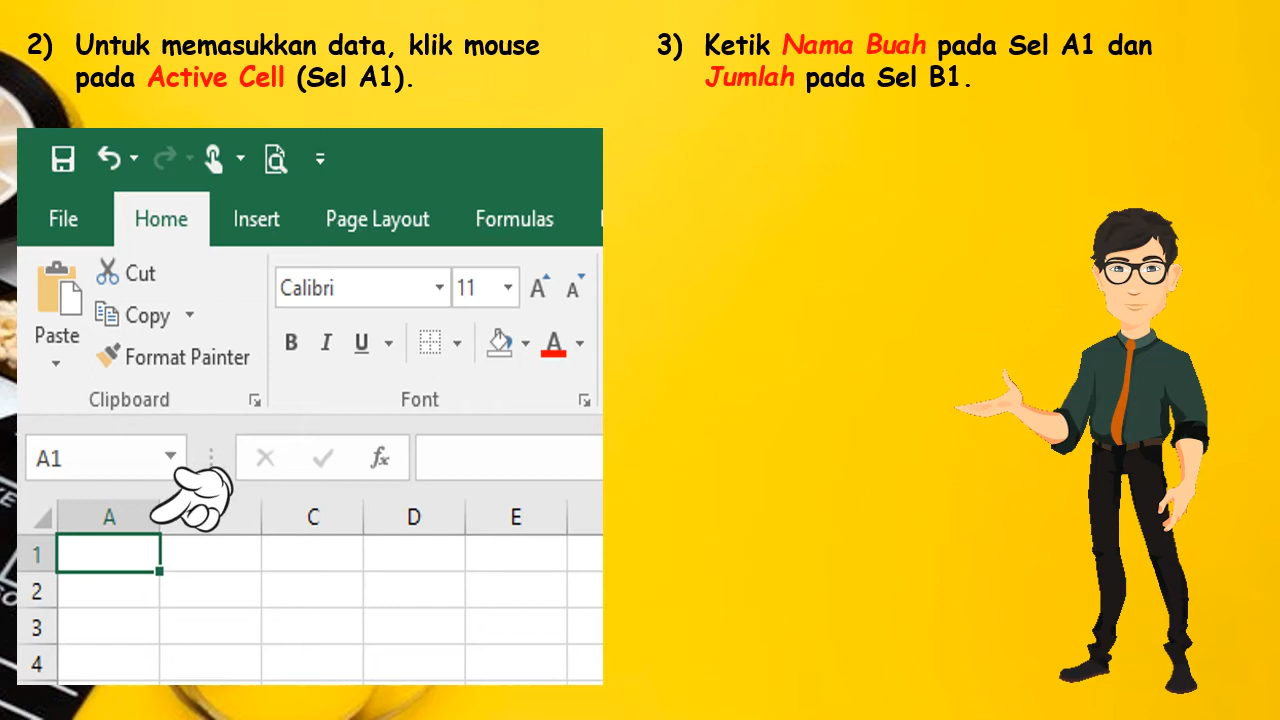 2) Untuk memasukkan data, klik mouse
pada Active Cell (Sel A1).
3) Ketik Nama Buah pada Sel A1 dan
Jumlah pada Sel B1.
File Home Insert Page Layout Formulas
Cut
Calibri 11
Copy
Paste
B I U
Format Painter
Clipboard Font
A1 fx
A C D E
1
2
3
4